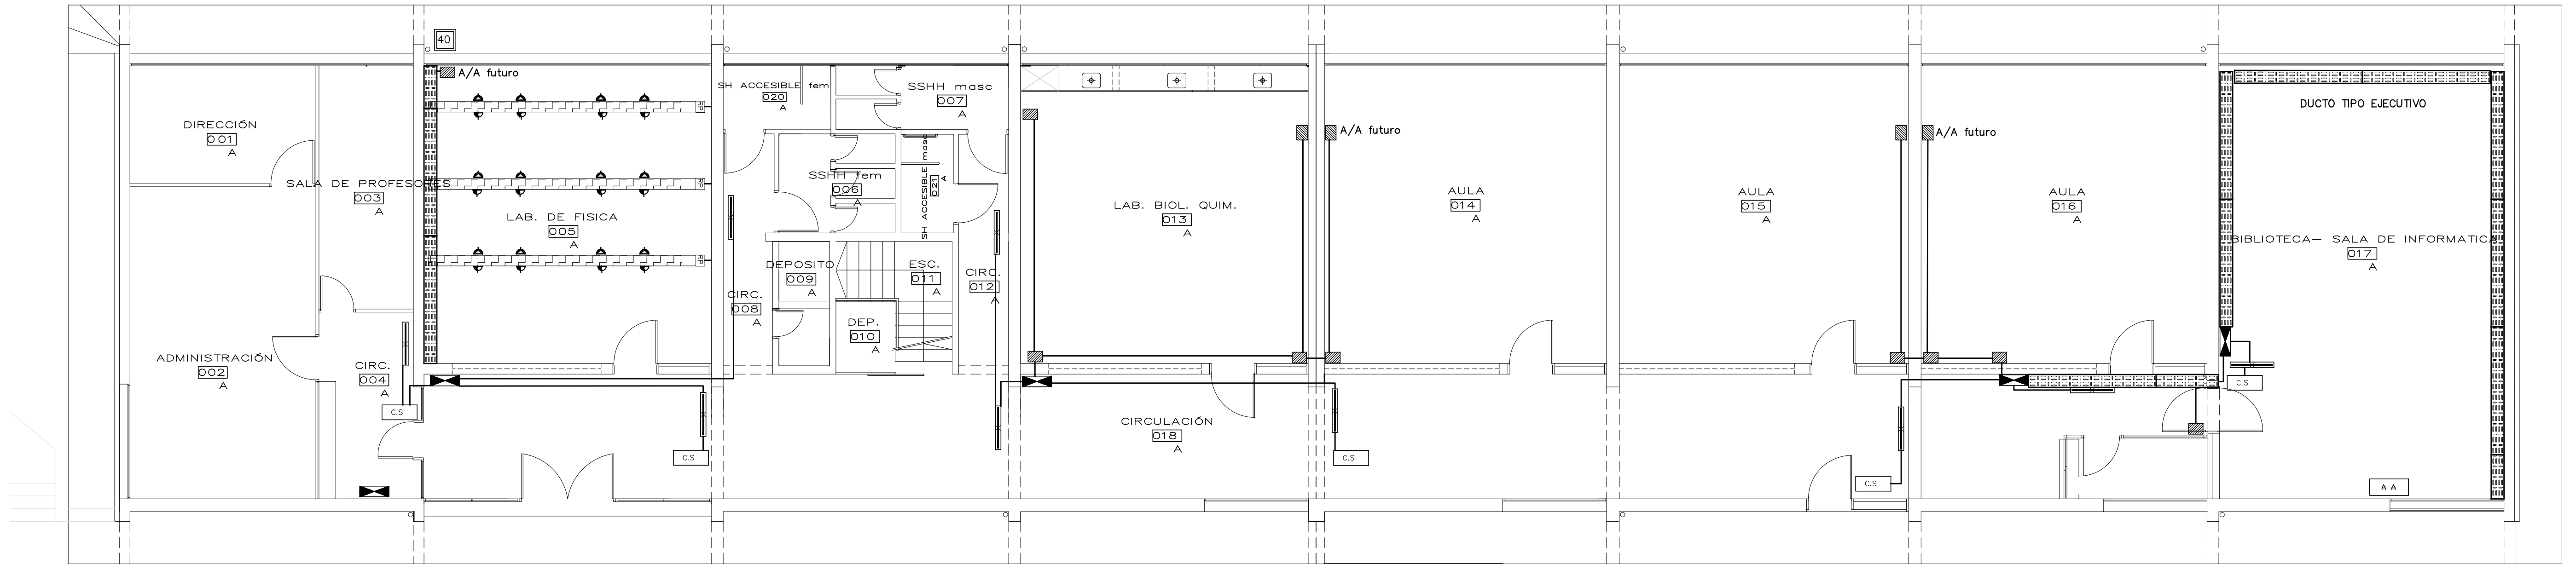 40
A/A futuro
DIRECCIÓN
001
A
SALA DE PROFESORES
003
A
LAB. DE FISICA
005
A
RP
RP
RP
ADMINISTRACIÓN
002
A
CIRC.
004
A
C.S
C.S
SH ACCESIBLE fem
020
A
SSHH masc
007
A
SSHH fem
006
A
SH ACCESIBLE masc
021
A
DEPOSITO
009
A
ESC.
011
A
CIRC.
012
A
CIRC.
008
A
DEP.
010
A
LAB. BIOL. QUIM.
013
A
CIRCULACIÓN
018
A
C.S
A/A futuro
AULA
014
A
AULA
015
A
A/A futuro
AULA
016
A
C.S
DUCTO TIPO EJECUTIVO
BIBLIOTECA— SALA DE INFORMATICA
017
A
C.S
A A